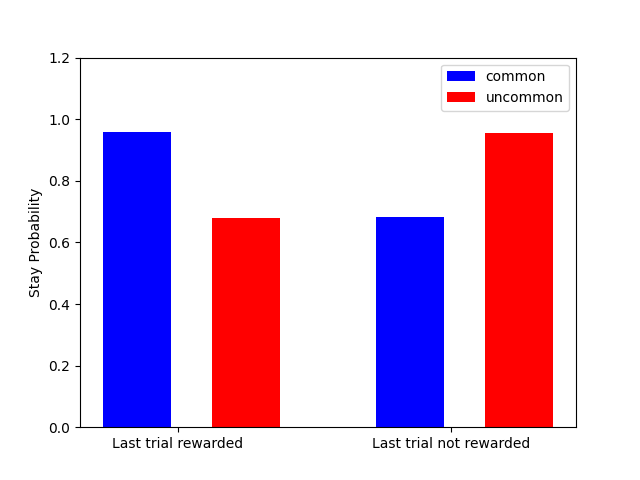 1.2
1.0
0.8
0.6
0.4
0.2
0.0
Stay Probability
common
uncommon
Last trial rewarded
Last trial not rewarded